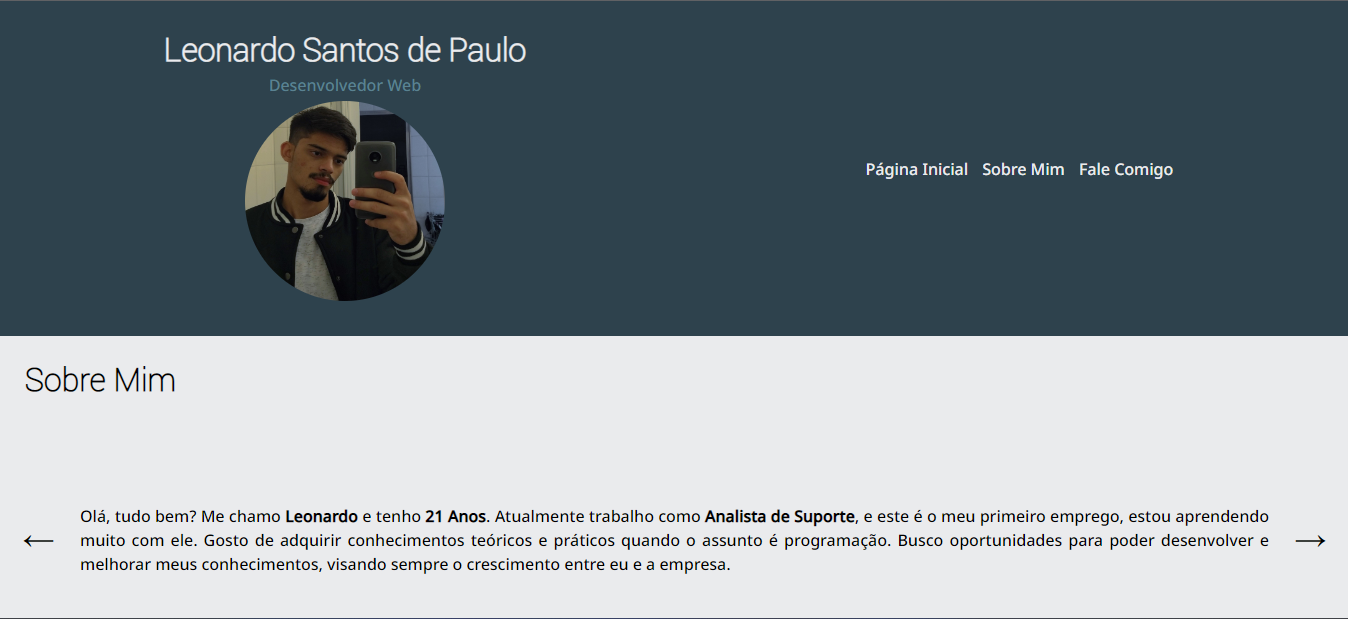 Leonardo Santos de Paulo
Desenvolvedor Web
Página Inicial Sobre Mim Fale Comigo
Sobre Mim
Olá, tudo bem? Me chamo Leonardo e tenho 21 Anos. Atualmente trabalho como Analista de Suporte, e este é o meu primeiro emprego, estou aprendendo
muito com ele. Gosto de adquirir conhecimentos teóricos e práticos quando o assunto é programação. Busco oportunidades para poder desenvolver e
melhorar meus conhecimentos, visando sempre o crescimento entre eu e a empresa.